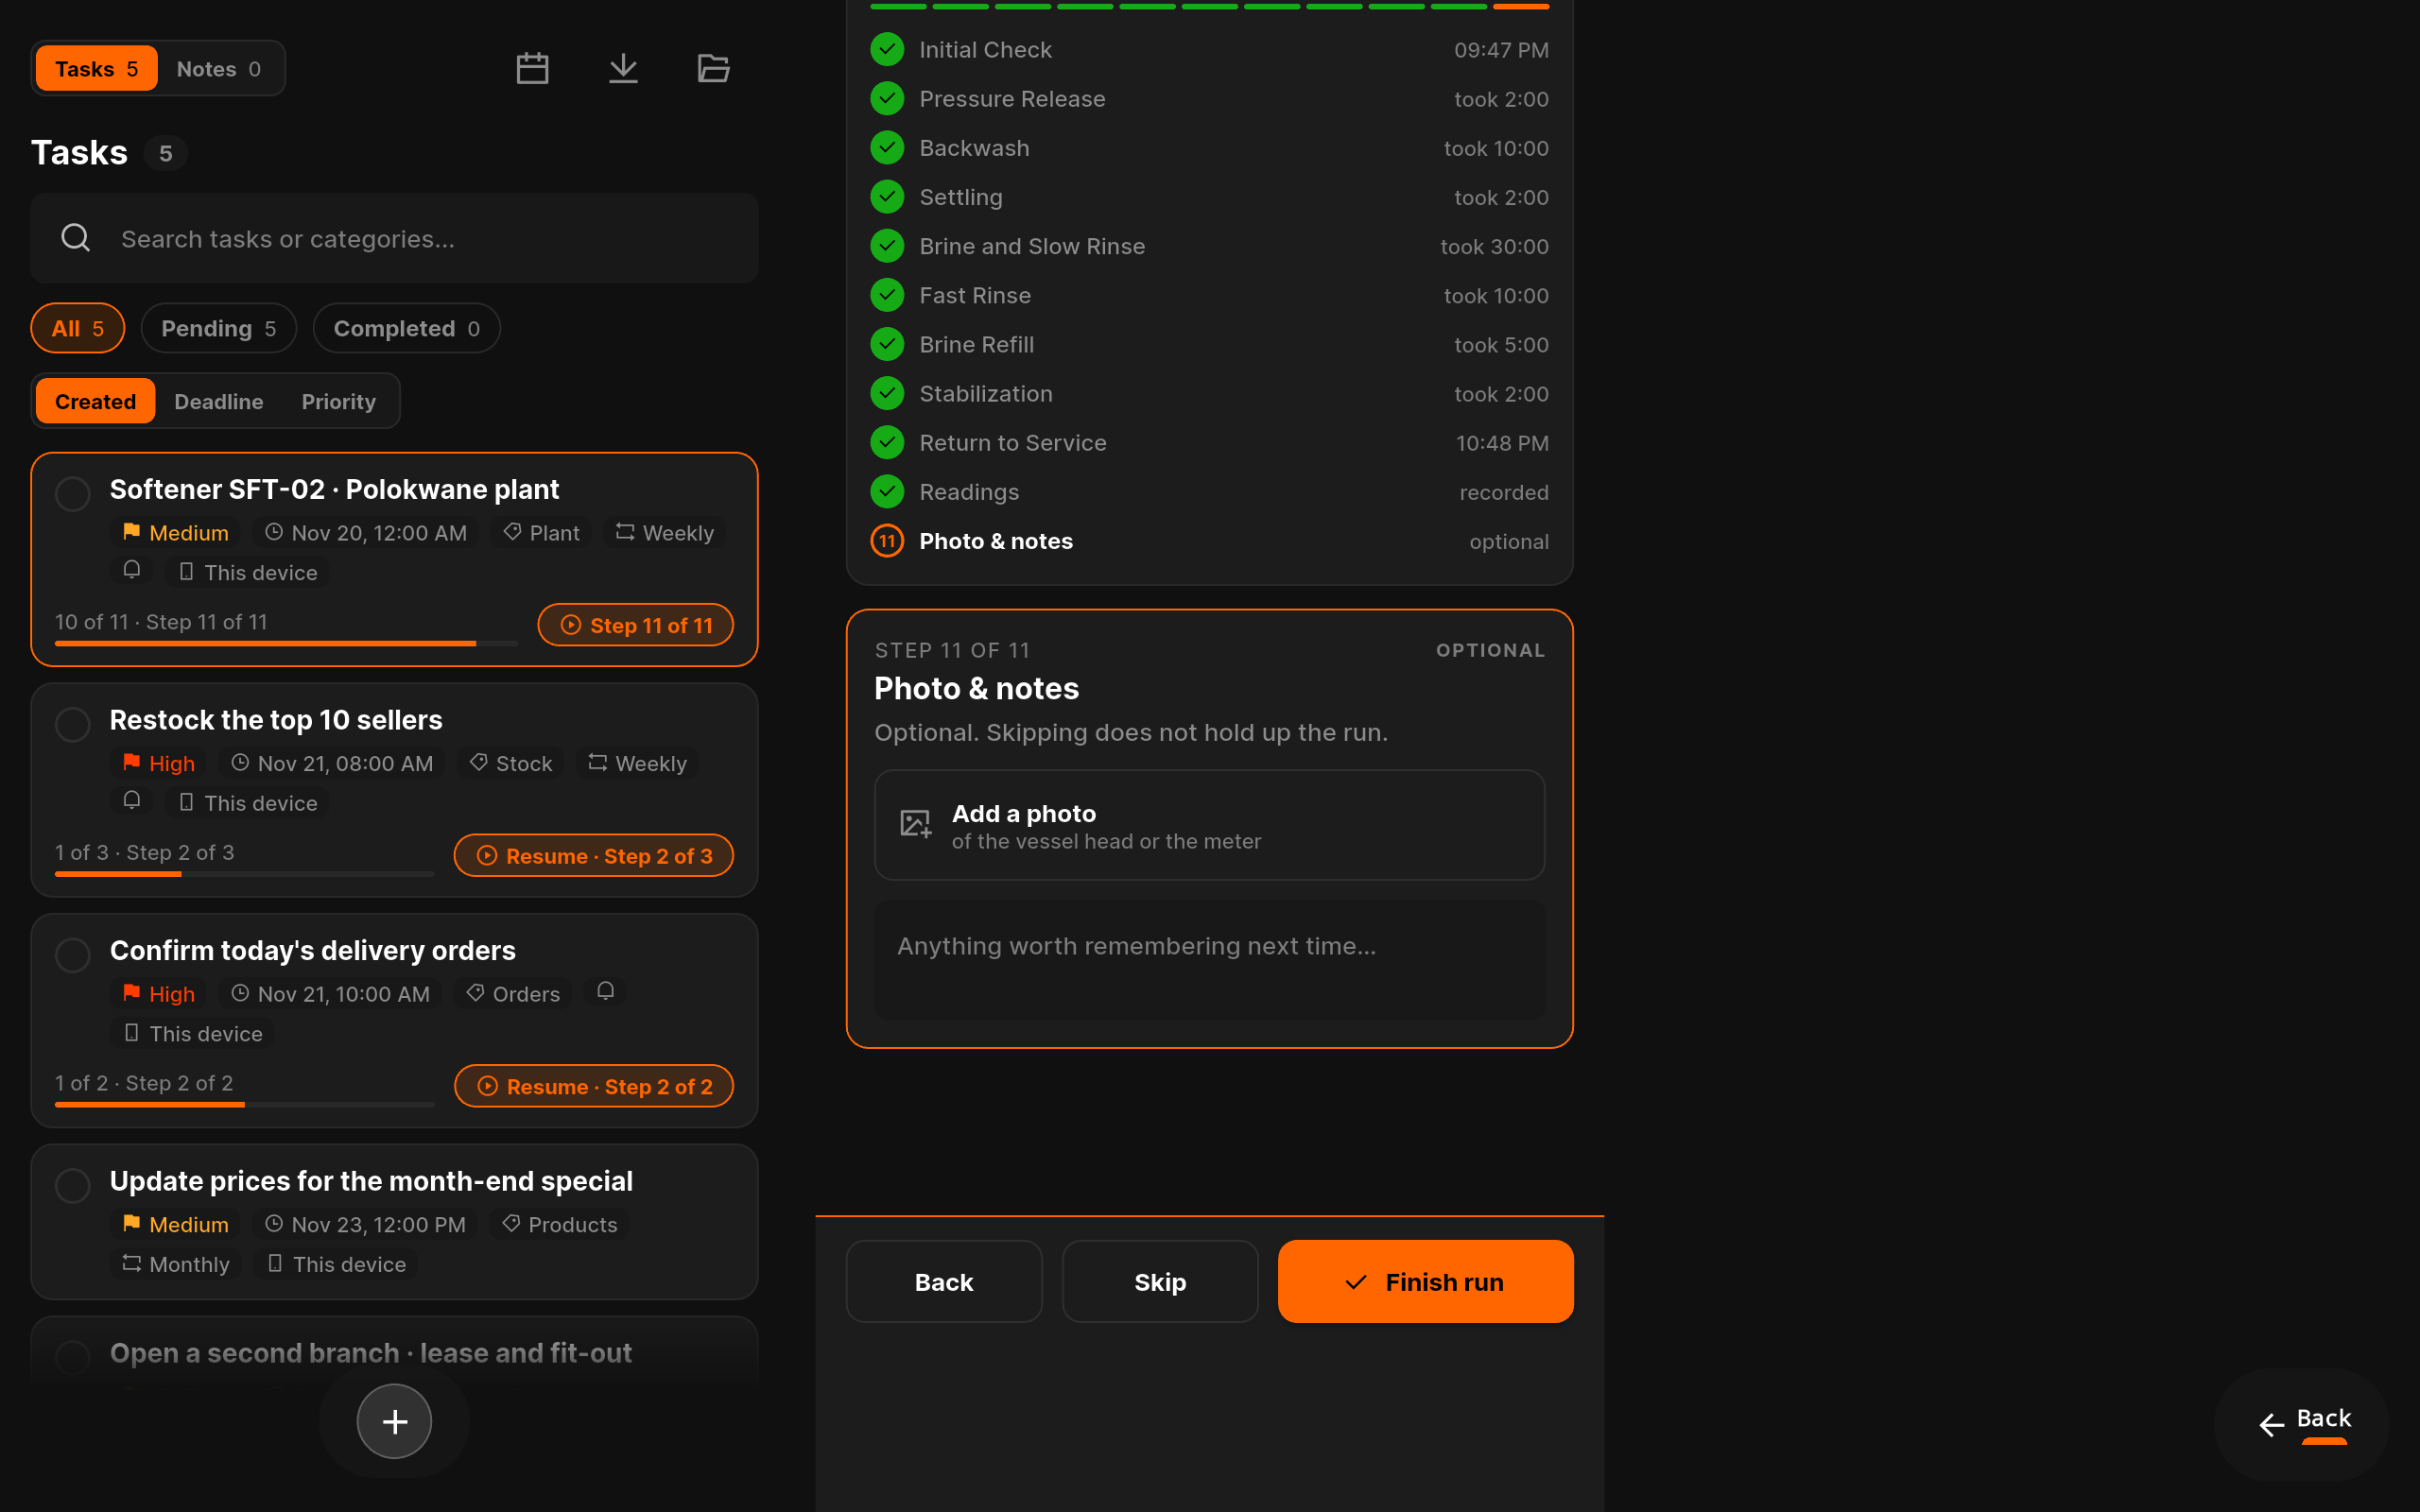 Tasks 5 Notes 0
Tasks 5
Search tasks or categories...
All 5 Pending 5 Completed 0
Created Deadline Priority
Softener SFT-02 · Polokwane plant
Medium Nov 20, 12:00 AM Plant Weekly
This device
10 of 11 · Step 11 of 11 Step 11 of 11
Restock the top 10 sellers
High Nov 21, 08:00 AM Stock Weekly
This device
1 of 3 · Step 2 of 3 Resume · Step 2 of 3
Confirm today's delivery orders
High Nov 21, 10:00 AM Orders
This device
1 of 2 · Step 2 of 2 Resume · Step 2 of 2
Update prices for the month-end special
Medium Nov 23, 12:00 PM Products
Monthly This device
Open a second branch · lease and fit-out
Initial Check 09:47 PM
Pressure Release took 2:00
Backwash took 10:00
Settling took 2:00
Brine and Slow Rinse took 30:00
Fast Rinse took 10:00
Brine Refill took 5:00
Stabilization took 2:00
Return to Service 10:48 PM
Readings recorded
11 Photo & notes optional
STEP 11 OF 11 OPTIONAL
Photo & notes
Optional. Skipping does not hold up the run.
Add a photo
of the vessel head or the meter
Anything worth remembering next time...
Back Skip Finish run
Back